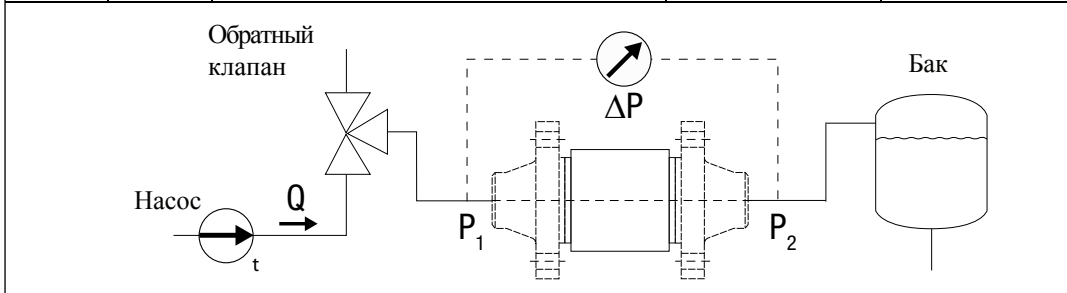 Обратный
клапан
Бак
ΔP
Насос
Q
P₁
P₂
t